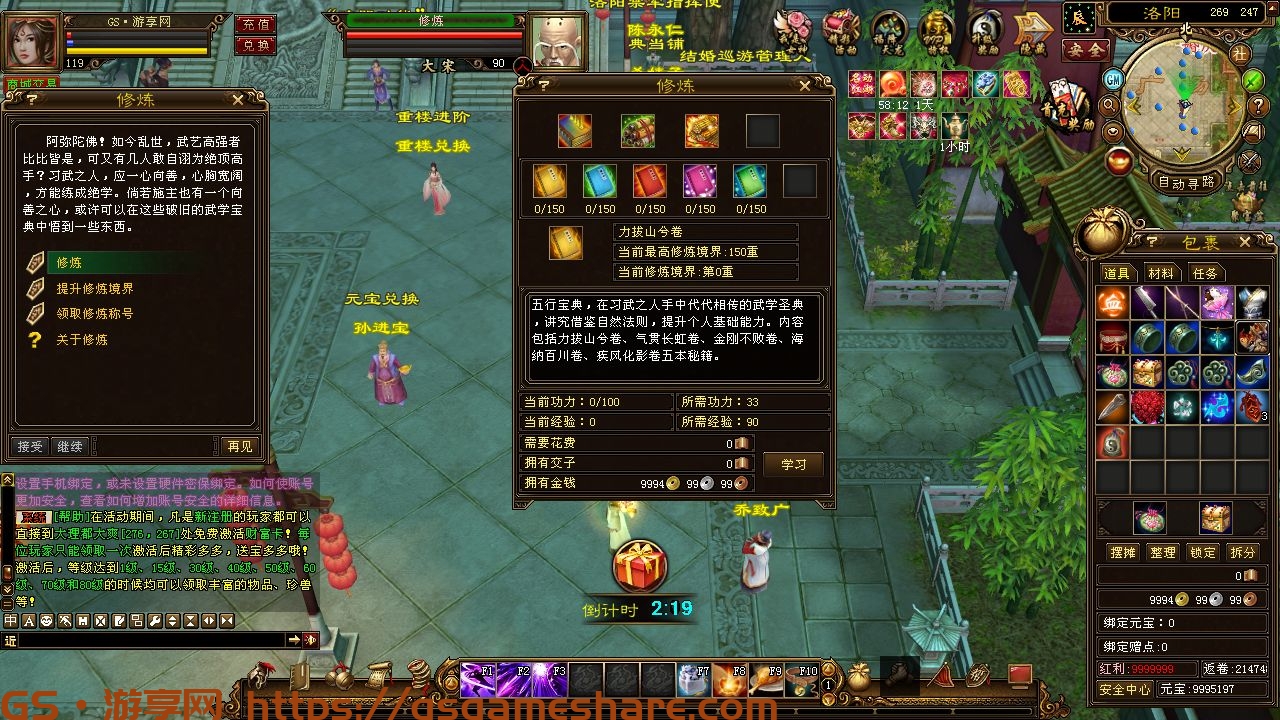 GS·游享网
119
充值
兑换
修炼
大宋
90
陈永仁
典当铺
结婚巡游管理人
洛阳 269 247
北
辰
安全
GM
社
自动寻路
58:12 1天
1小时
首充
奖励
商城交易
修炼
阿弥陀佛！如今乱世，武艺高强者
比比皆是，可又有几人敢自诩为绝顶高
手？习武之人，应一心向善，心胸宽阔
，方能练成绝学。倘若施主也有一个向
善之心，或许可以在这些破旧的武学宝
典中悟到一些东西。
修炼
提升修炼境界
领取修炼称号
关于修炼
接受 继续 再见
重楼进阶
重楼兑换
元宝兑换
孙进宝
乔致广
修炼
0/150 0/150 0/150 0/150 0/150
力拔山兮卷
当前最高修炼境界:150重
当前修炼境界:第0重
五行宝典，在习武之人手中代代相传的武学圣典
，讲究借鉴自然法则，提升个人基础能力。内容
包括力拔山兮卷、气贯长虹卷、金刚不败卷、海
纳百川卷、疾风化影卷五本秘籍。
当前功力：0/100 所需功力：33
当前经验：0 所需经验：90
需要花费 0
拥有交子 0
拥有金钱 9994 99 99
学习
包裹
道具 材料 任务
3
摆摊 整理 锁定 拆分
0
9994 99 99
绑定元宝：0
绑定赠点:0
红利:9999999 返卷:21474
安全中心 元宝:9995197
设置手机绑定，或未设置硬件密保绑定。如何使账号
更加安全，查看如何增加账号安全的详细信息。
[帮助]在活动期间，凡是新注册的玩家都可以
直接到大理都大爽[276，267]处免费激活财富卡！每
位玩家只能领取一次激活后精彩多多，送宝多多哦！
激活后，等级达到1级、15级、30级、40级、50级、60
级、70级和80级的时候均可以领取丰富的物品、珍兽
等！
近
倒计时 2:19
F1 F2 F3 F7 F8 F9 F10
GS·游享网 https://gsgameshare.com